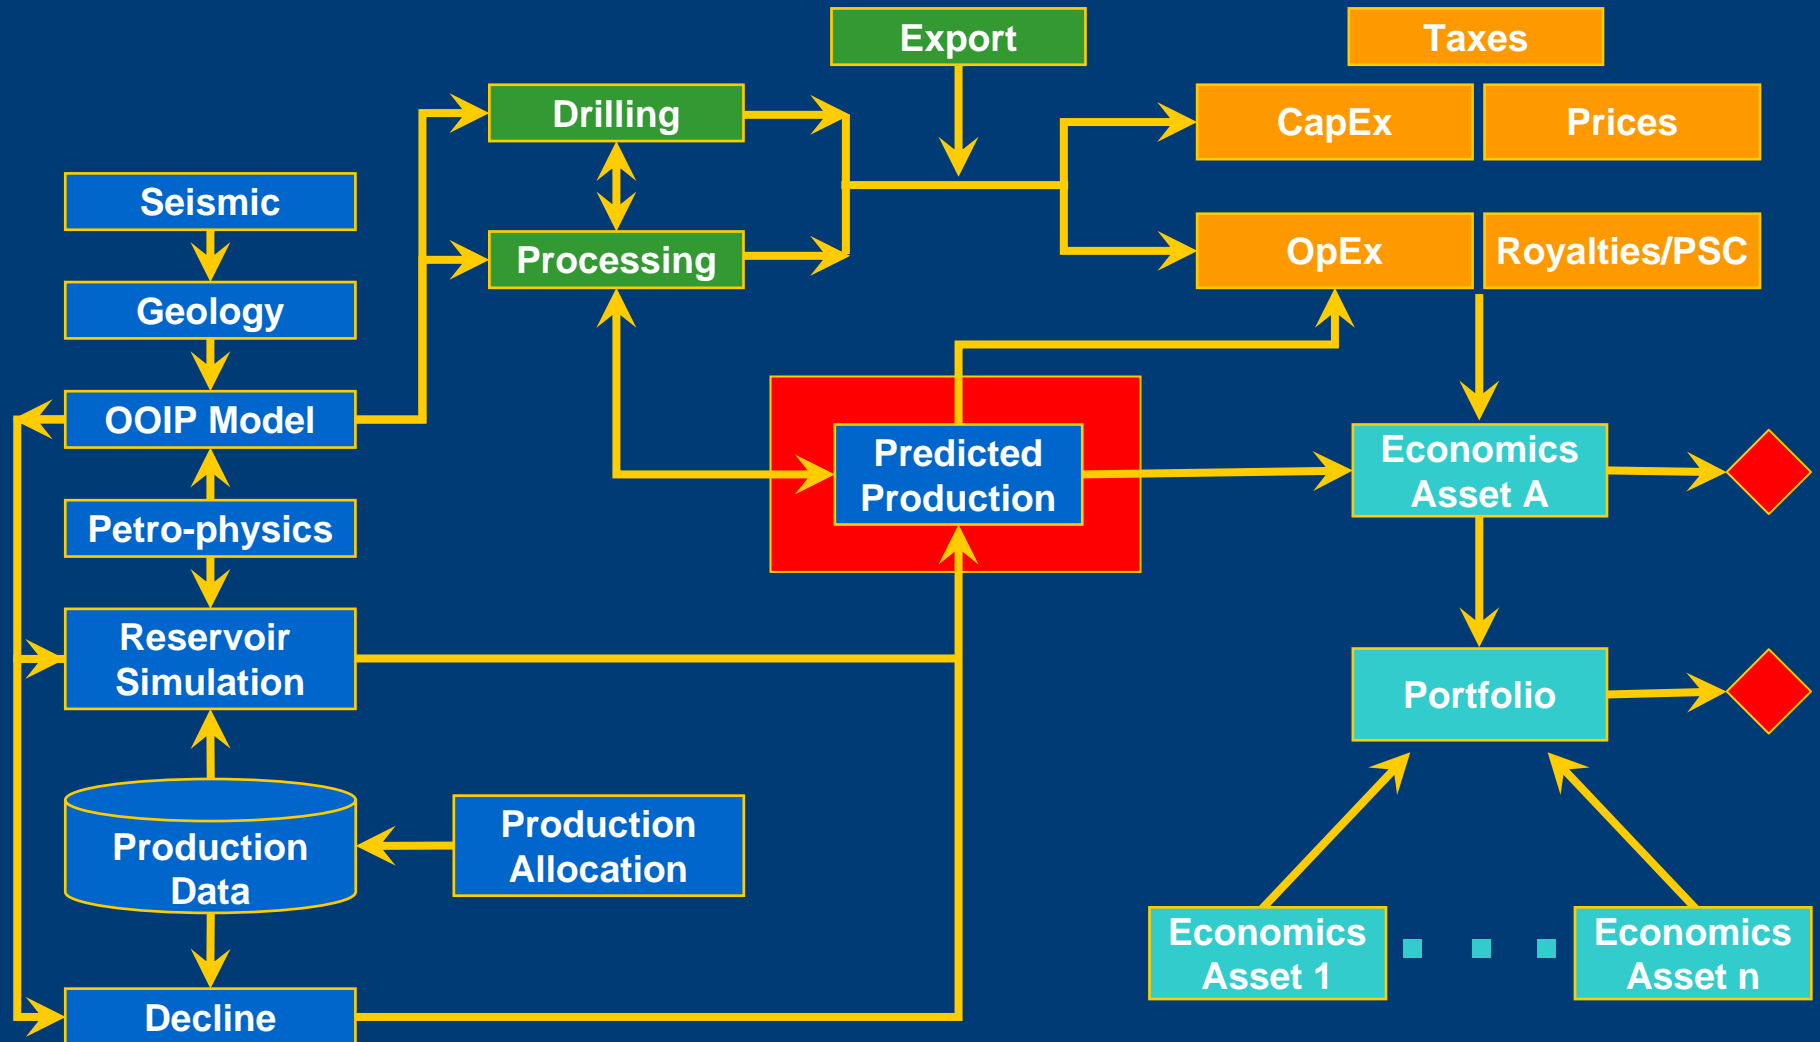 Export
Taxes
Drilling
CapEx
Prices
Seismic
Processing
OpEx
Royalties/PSC
Geology
OOIP Model
Predicted
Production
Economics
Asset A
Petro-physics
Reservoir
Simulation
Portfolio
Production
Data
Production
Allocation
Economics
Asset 1
Economics
Asset n
Decline